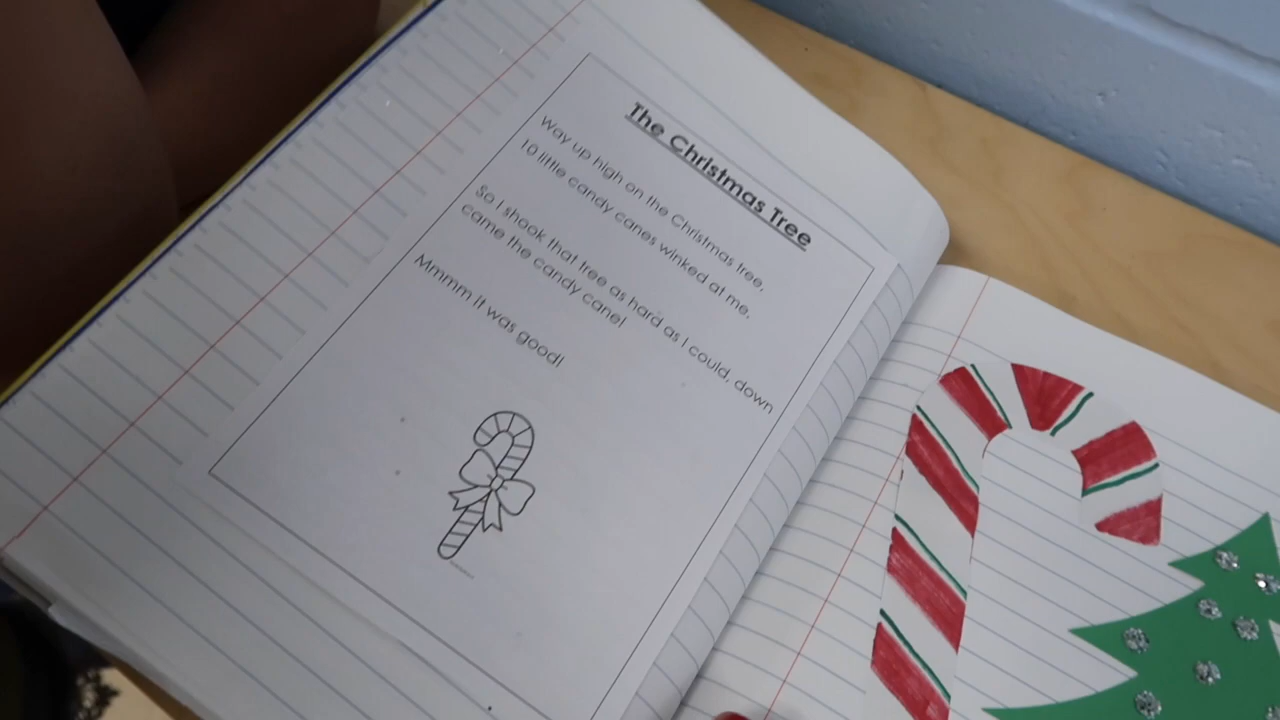 The Christmas Tree
Way up high on the Christmas tree,
10 little candy canes winked at me.
So I shook that tree as hard as I could, down
came the candy cane!
Mmmm it was good!